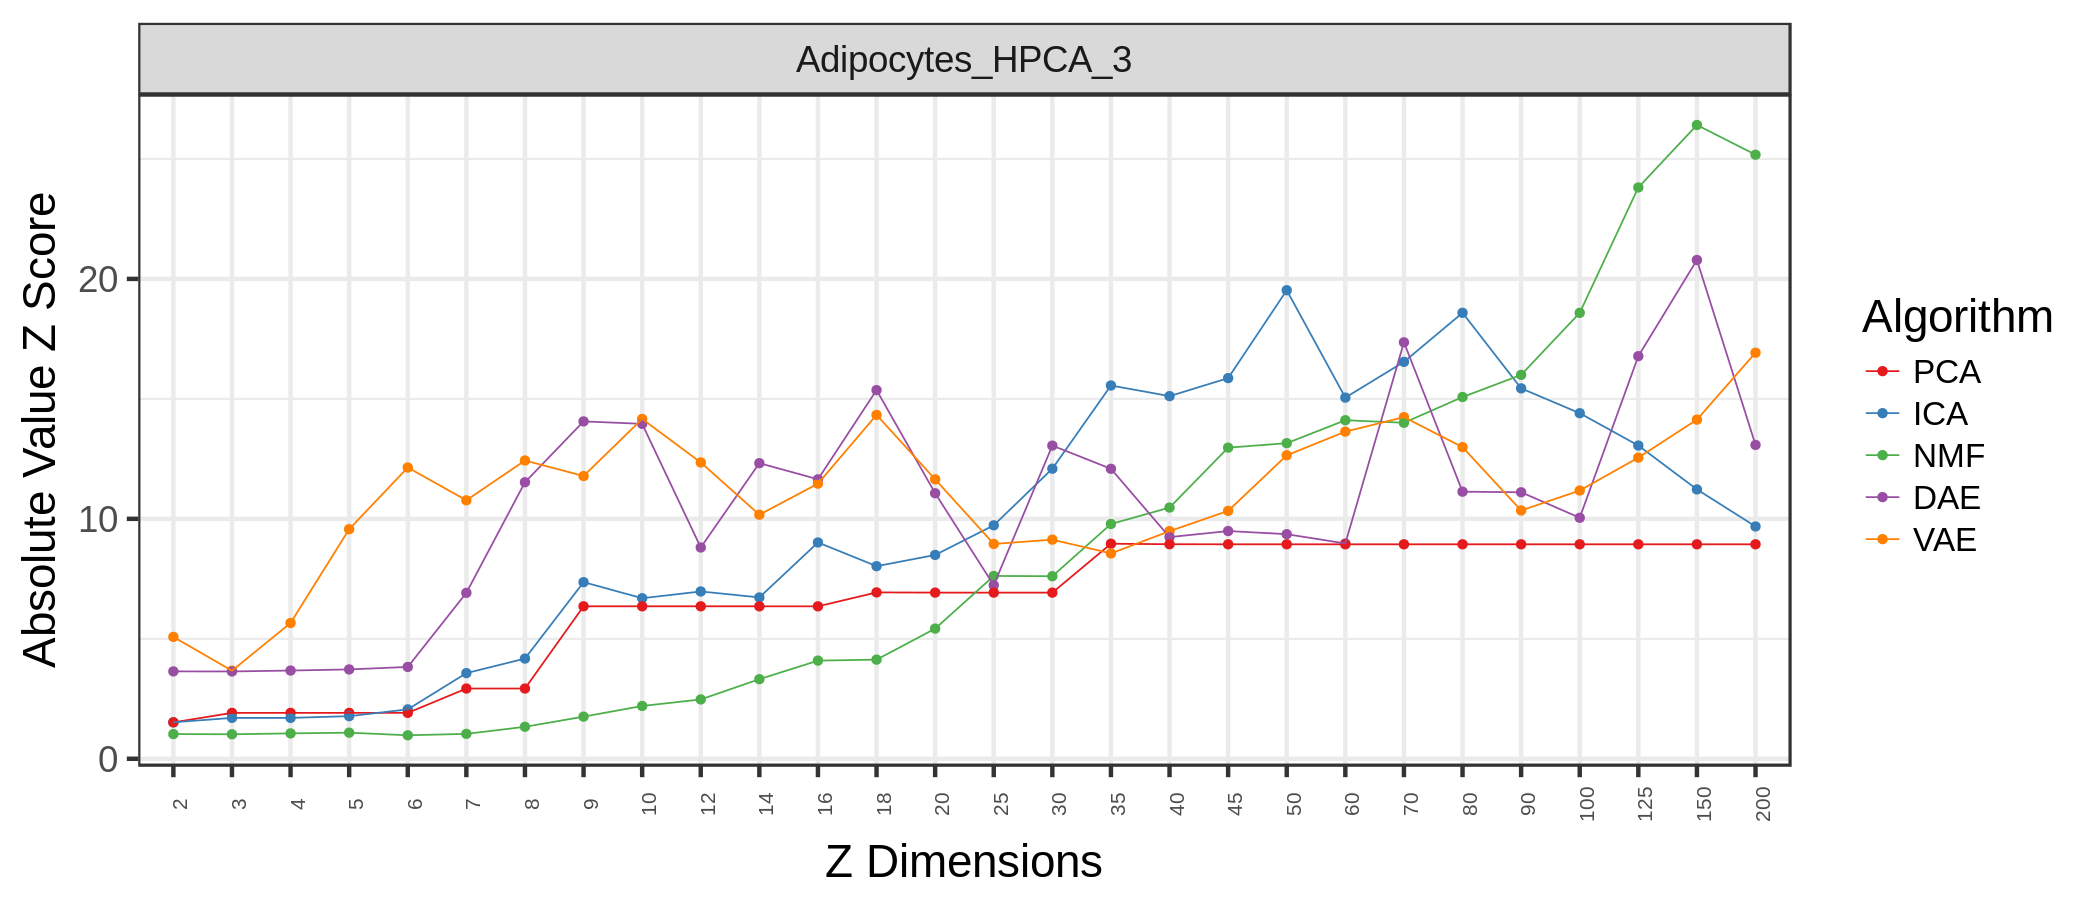 Adipocytes_HPCA_3
Absolute Value Z Score
20
10
0
2 3 4 5 6 7 8 9 10 12 14 16 18 20 25 30 35 40 45 50 60 70 80 90 100 125 150 200
Z Dimensions
Algorithm
PCA
ICA
NMF
DAE
VAE